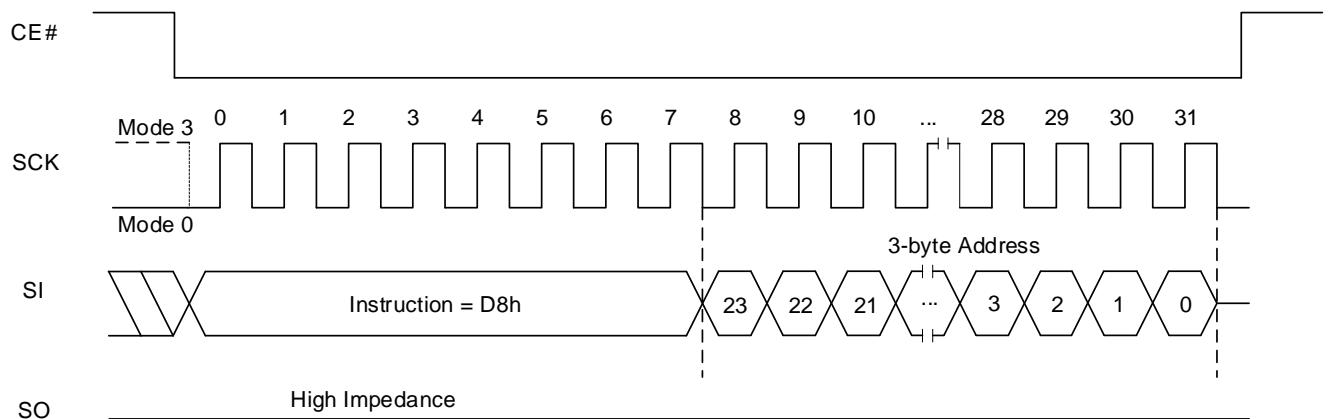 CE#
Mode 3
0 1 2 3 4 5 6 7 8 9 10 ... 28 29 30 31
SCK
Mode 0
3-byte Address
SI
Instruction = D8h
23 22 21 ... 3 2 1 0
High Impedance
SO